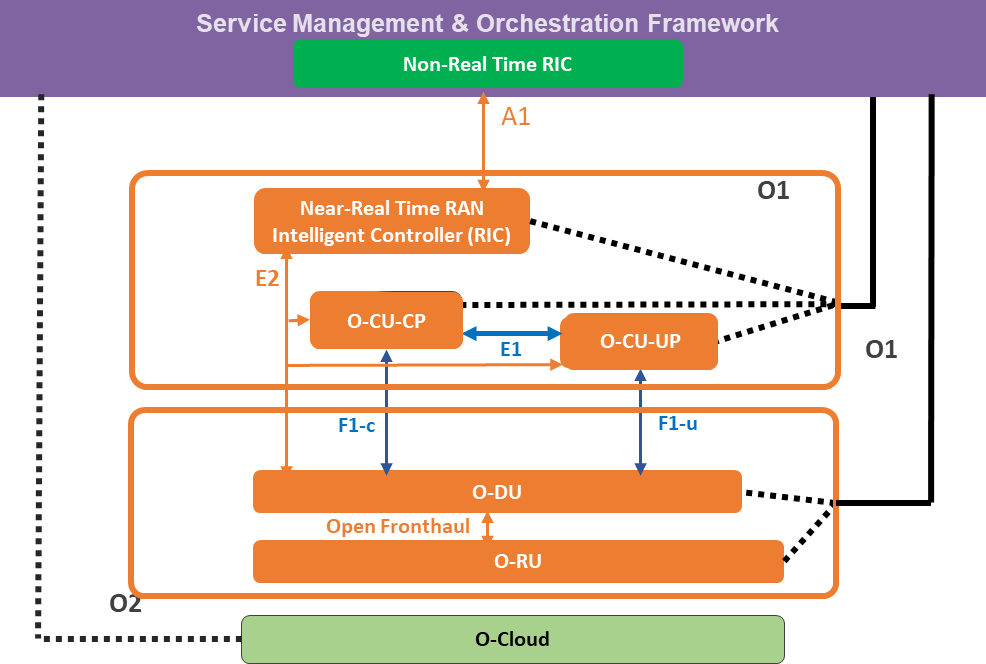 Service Management & Orchestration Framework
Non-Real Time RIC
A1
O1
Near-Real Time RAN
Intelligent Controller (RIC)
E2
O-CU-CP
O-CU-UP
E1
O1
F1-c
F1-u
O-DU
Open Fronthaul
O-RU
O2
O-Cloud